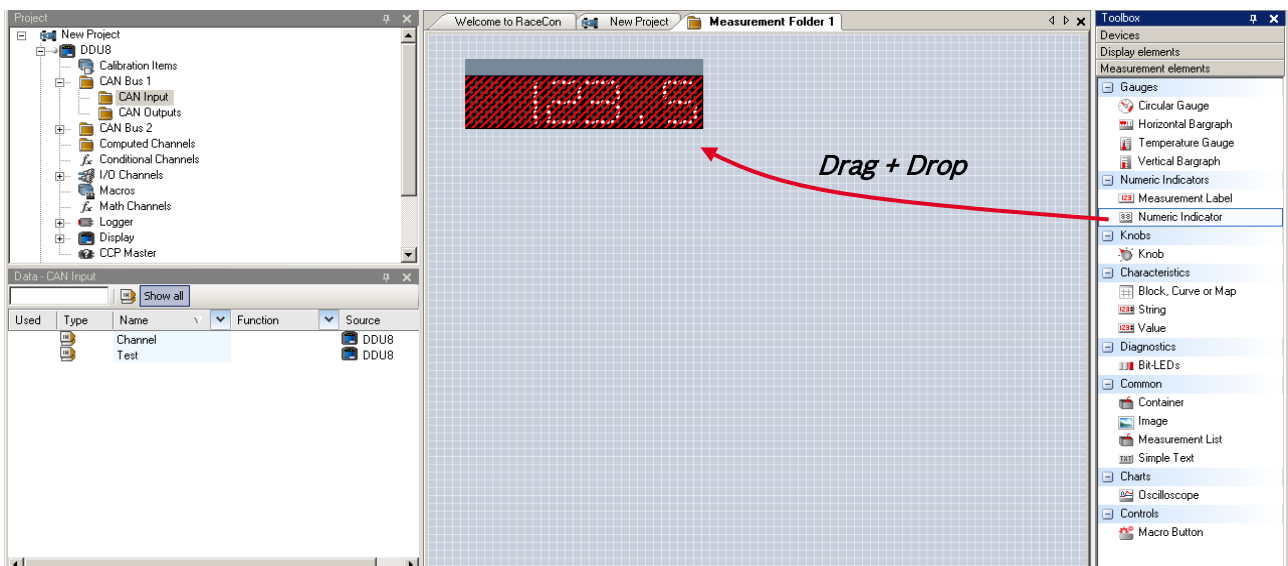 Project
New Project
DDU8
Calibration Items
CAN Bus 1
CAN Input
CAN Outputs
CAN Bus 2
Computed Channels
fx Conditional Channels
I/O Channels
Macros
fx Math Channels
Logger
Display
CCP Master
Data - CAN Input
Show all
Used Type Name Function Source
Channel DDU8
Test DDU8
Welcome to RaceCon New Project Measurement Folder 1
123.5
Drag + Drop
Toolbox
Devices
Display elements
Measurement elements
Gauges
Circular Gauge
Horizontal Bargraph
Temperature Gauge
Vertical Bargraph
Numeric Indicators
Measurement Label
Numeric Indicator
Knobs
Knob
Characteristics
Block, Curve or Map
String
Value
Diagnostics
Bit-LEDs
Common
Container
Image
Measurement List
TXT Simple Text
Charts
Oscilloscope
Controls
Macro Button